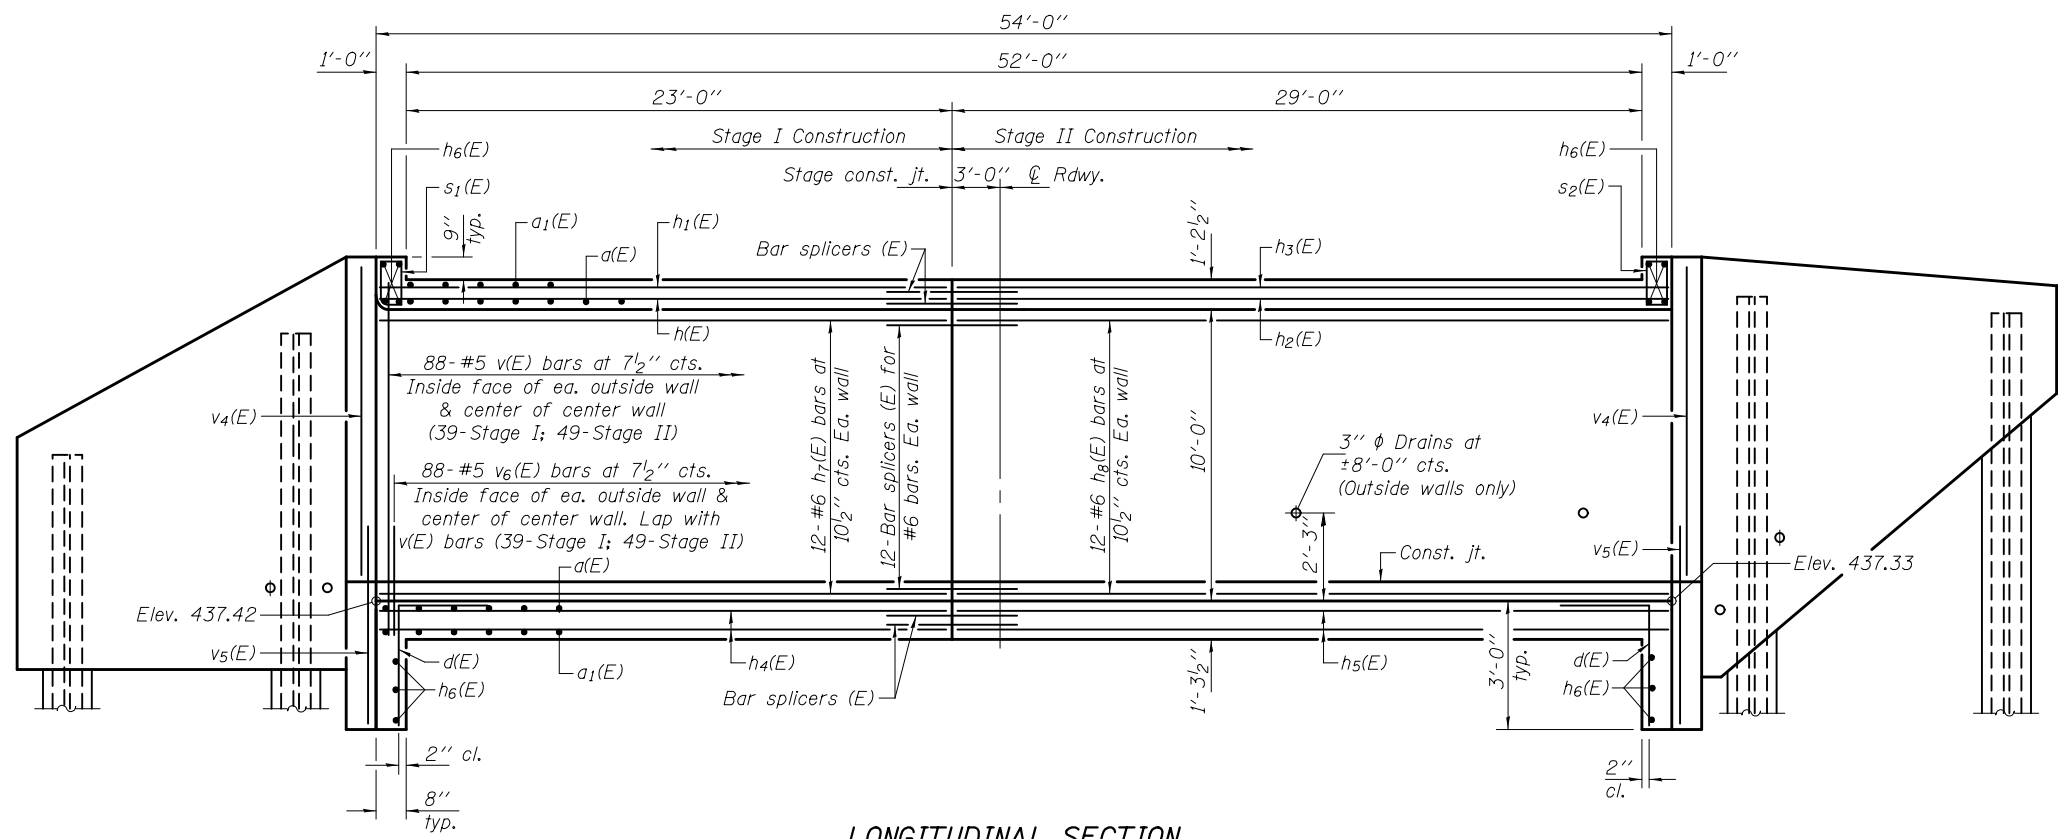 54'-0"
1'-0"
52'-0"
1'-0"
23'-0"
29'-0"
Stage I Construction
Stage II Construction
h6(E)
h6(E)
Stage const. jt.
3'-0"
℄ Rdwy.
s1(E)
s2(E)
9"
typ.
a1(E)
h1(E)
1'-2½"
Bar splicers (E)
h3(E)
a(E)
h(E)
h2(E)
88-#5 v(E) bars at 7½" cts.
Inside face of ea. outside wall
& center of center wall
(39-Stage I; 49-Stage II)
v4(E)
v4(E)
12-#6 h7(E) bars at
10½" cts. Ea. wall
12-Bar splicers (E) for
#6 bars. Ea. wall
12-#6 h8(E) bars at
10½" cts. Ea. wall
10'-0"
3" ϕ Drains at
±8'-0" cts.
(Outside walls only)
88-#5 v6(E) bars at 7½" cts.
Inside face of ea. outside wall &
center of center wall. Lap with
v(E) bars (39-Stage I; 49-Stage II)
2'-3"
Const. jt.
v5(E)
Elev. 437.33
a(E)
Elev. 437.42
v5(E)
d(E)
h4(E)
h5(E)
a1(E)
h6(E)
Bar splicers (E)
1'-3½"
3'-0"
typ.
d(E)
h6(E)
2" cl.
2"
cl.
8"
typ.
LONGITUDINAL SECTION